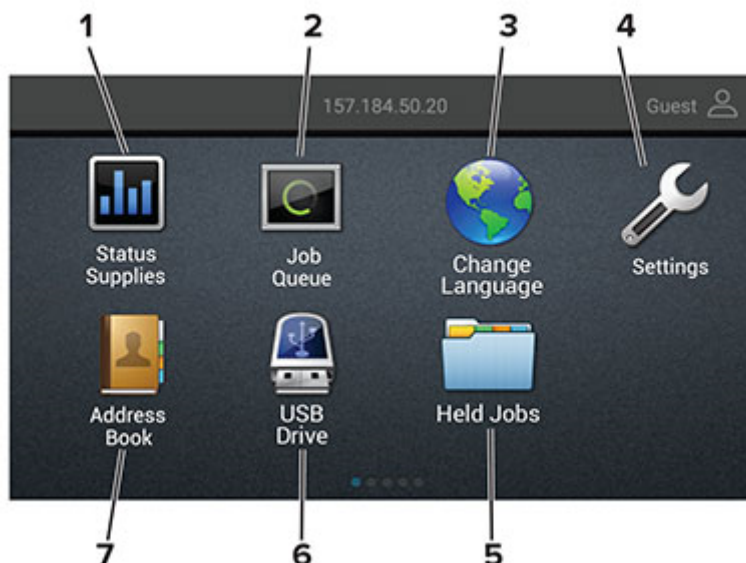 1 2 3 4
157.184.50.20 Guest
Status
Supplies
Job
Queue
Change
Language
Settings
Address
Book
USB
Drive
Held Jobs
7 6 5